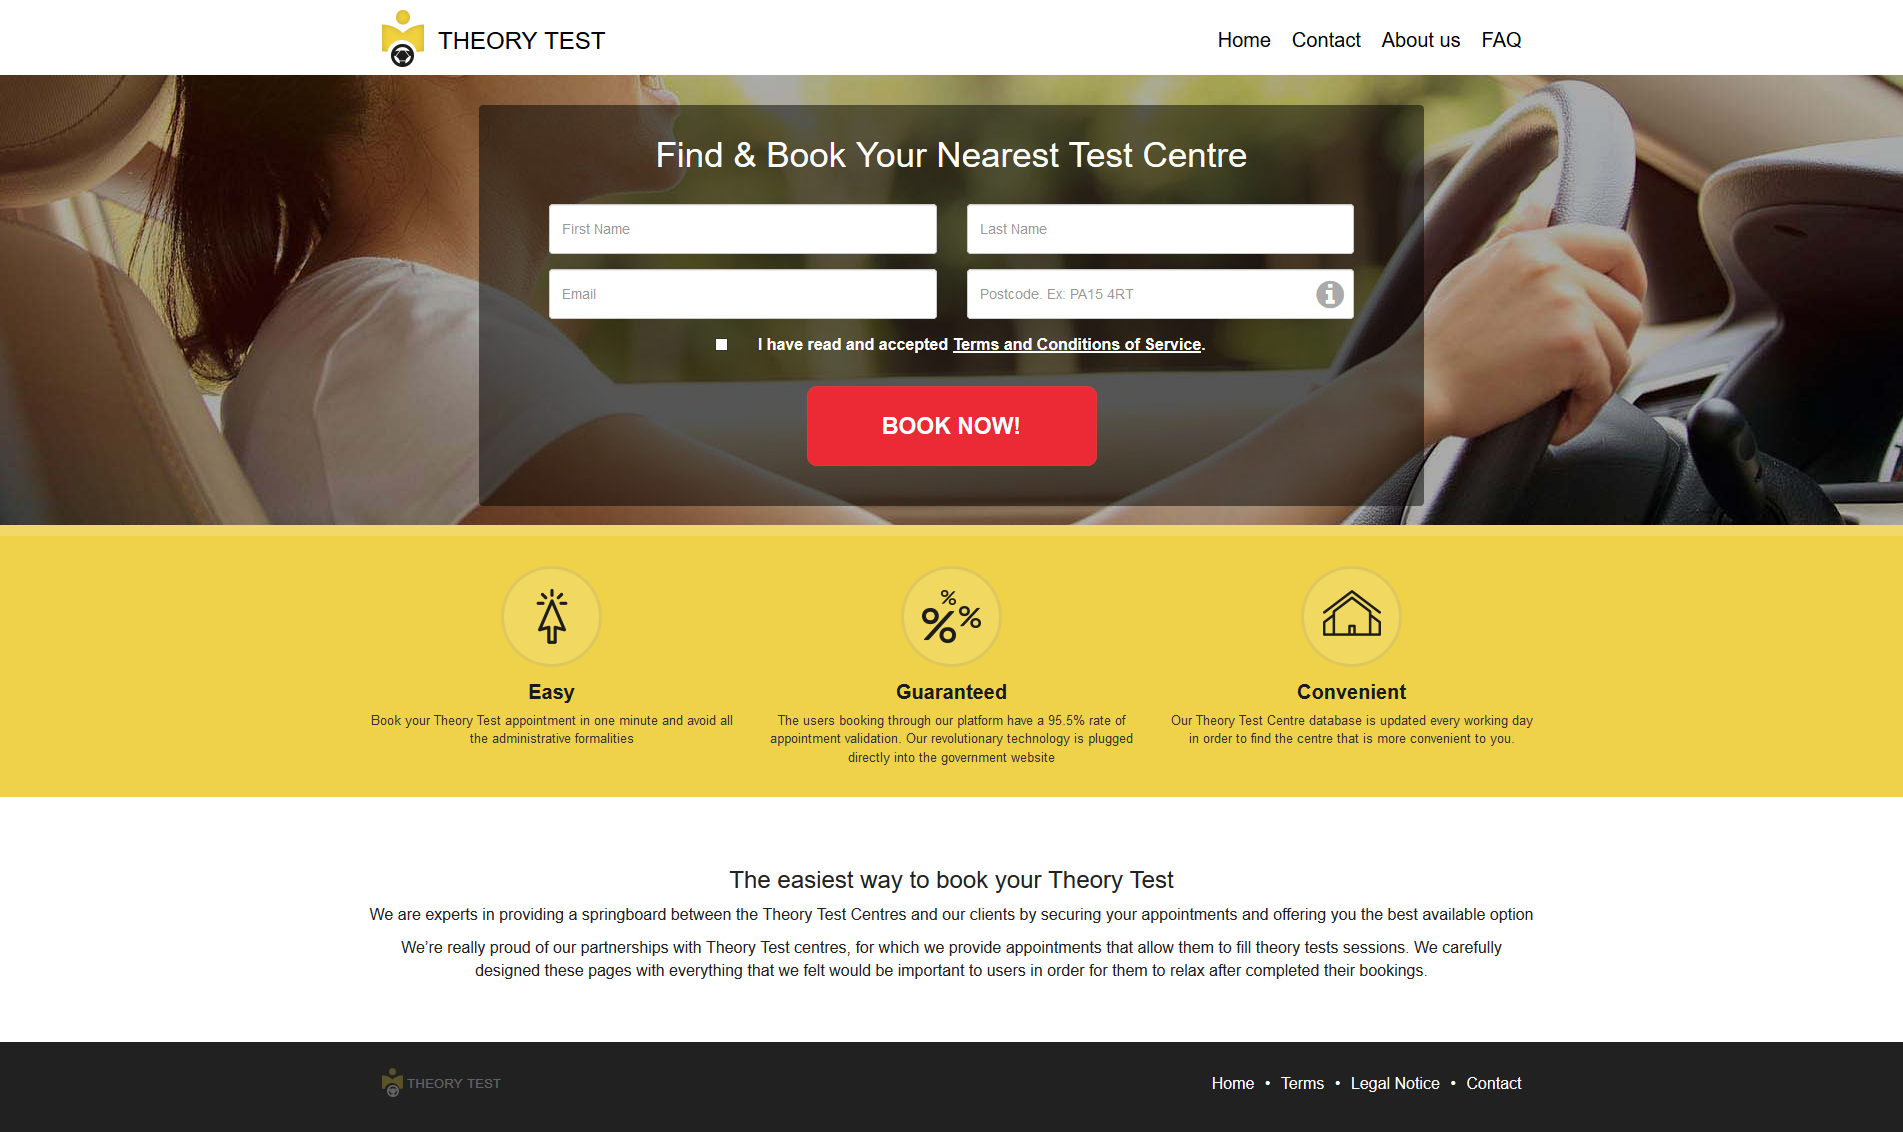 THEORY TEST
Home Contact About us FAQ
Find & Book Your Nearest Test Centre
First Name
Last Name
Email
Postcode. Ex: PA15 4RT
I have read and accepted Terms and Conditions of Service.
BOOK NOW!
% % %
Easy
Book your Theory Test appointment in one minute and avoid all
the administrative formalities
Guaranteed
The users booking through our platform have a 95.5% rate of
appointment validation. Our revolutionary technology is plugged
directly into the government website
Convenient
Our Theory Test Centre database is updated every working day
in order to find the centre that is more convenient to you.
The easiest way to book your Theory Test
We are experts in providing a springboard between the Theory Test Centres and our clients by securing your appointments and offering you the best available option
We're really proud of our partnerships with Theory Test centres, for which we provide appointments that allow them to fill theory tests sessions. We carefully
designed these pages with everything that we felt would be important to users in order for them to relax after completed their bookings.
THEORY TEST
Home • Terms • Legal Notice • Contact